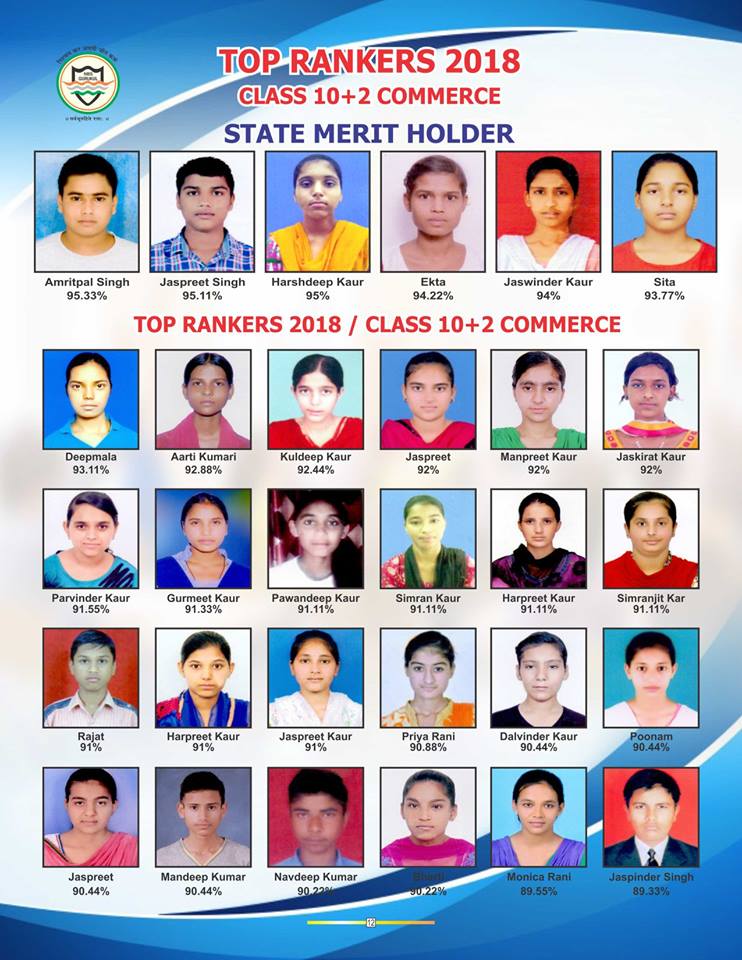 TOP RANKERS 2018
CLASS 10+2 COMMERCE
STATE MERIT HOLDER
NBS
GURUKUL
॥ सर्वभूतहिते रताः ॥
Amritpal Singh Jaspreet Singh Harshdeep Kaur Ekta Jaswinder Kaur Sita
95.33% 95.11% 95% 94.22% 94% 93.77%
TOP RANKERS 2018 / CLASS 10+2 COMMERCE
Deepmala Aarti Kumari Kuldeep Kaur Jaspreet Manpreet Kaur Jaskirat Kaur
93.11% 92.88% 92.44% 92% 92% 92%
Parvinder Kaur Gurmeet Kaur Pawandeep Kaur Simran Kaur Harpreet Kaur Simranjit Kar
91.55% 91.33% 91.11% 91.11% 91.11% 91.11%
Rajat Harpreet Kaur Jaspreet Kaur Priya Rani Dalvinder Kaur Poonam
91% 91% 91% 90.88% 90.44% 90.44%
Jaspreet Mandeep Kumar Navdeep Kumar Bharti Monica Rani Jaspinder Singh
90.44% 90.44% 90.22% 90.22% 89.55% 89.33%
12